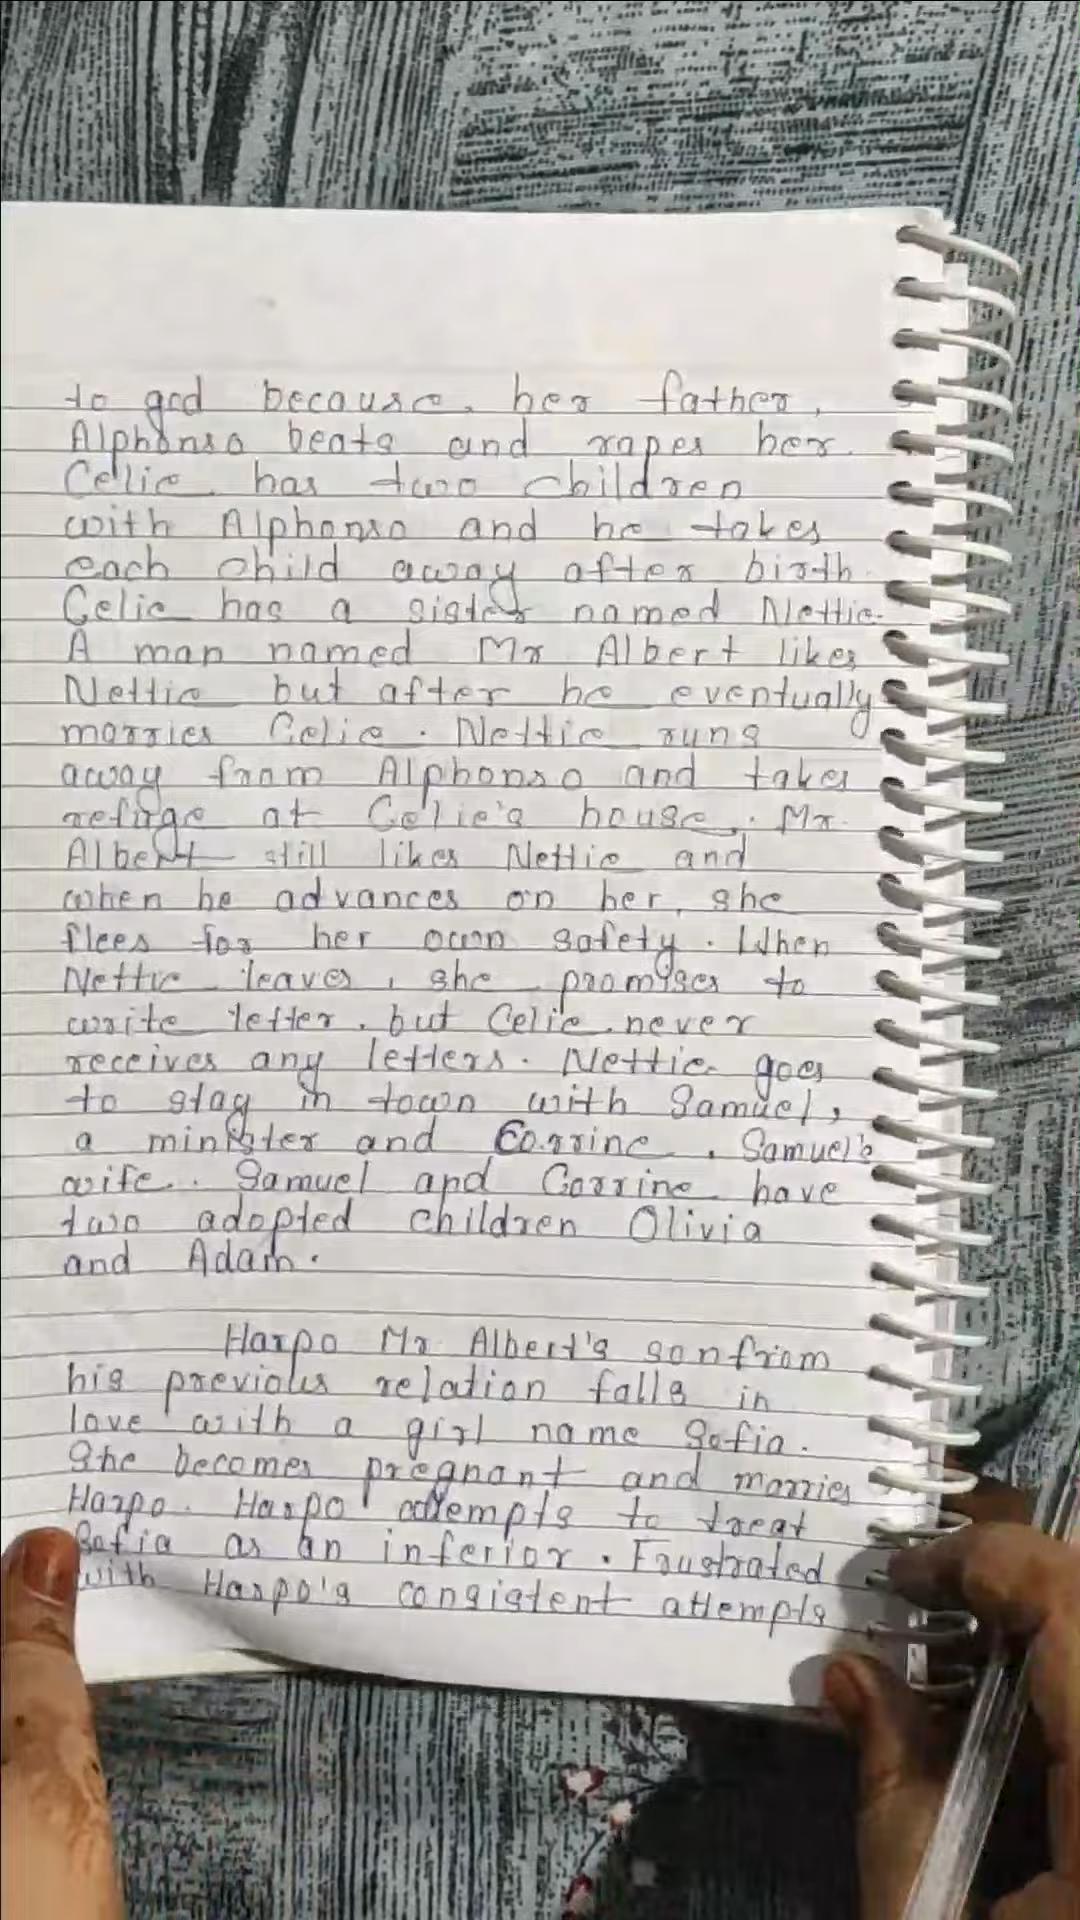 to god because, her father,
Alphonso beats and rapes her.
Celie has two children
with Alphonso and he takes
each child away after birth.
Celie has a sister named Nettie.
A man named Mr Albert likes
Nettie but after he eventually
marries Celie. Nettie runs
away from Alphonso and takes
refuge at Celie's house. Mr.
Albert still likes Nettie and
when he advances on her, she
flees for her own safety. When
Nettie leaves, she promises to
write letter, but Celie never
receives any letters. Nettie goes
to stay in town with Samuel,
a minister and Corrine, Samuel's
wife. Samuel and Corrine have
two adopted children Olivia
and Adam.
Harpo Mr Albert's son from
his previous relation falls in
love with a girl name Sofia.
She becomes pregnant and marries
Harpo. Harpo attempts to treat
Sofia as an inferior. Frustrated
with Harpo's consistent attempts